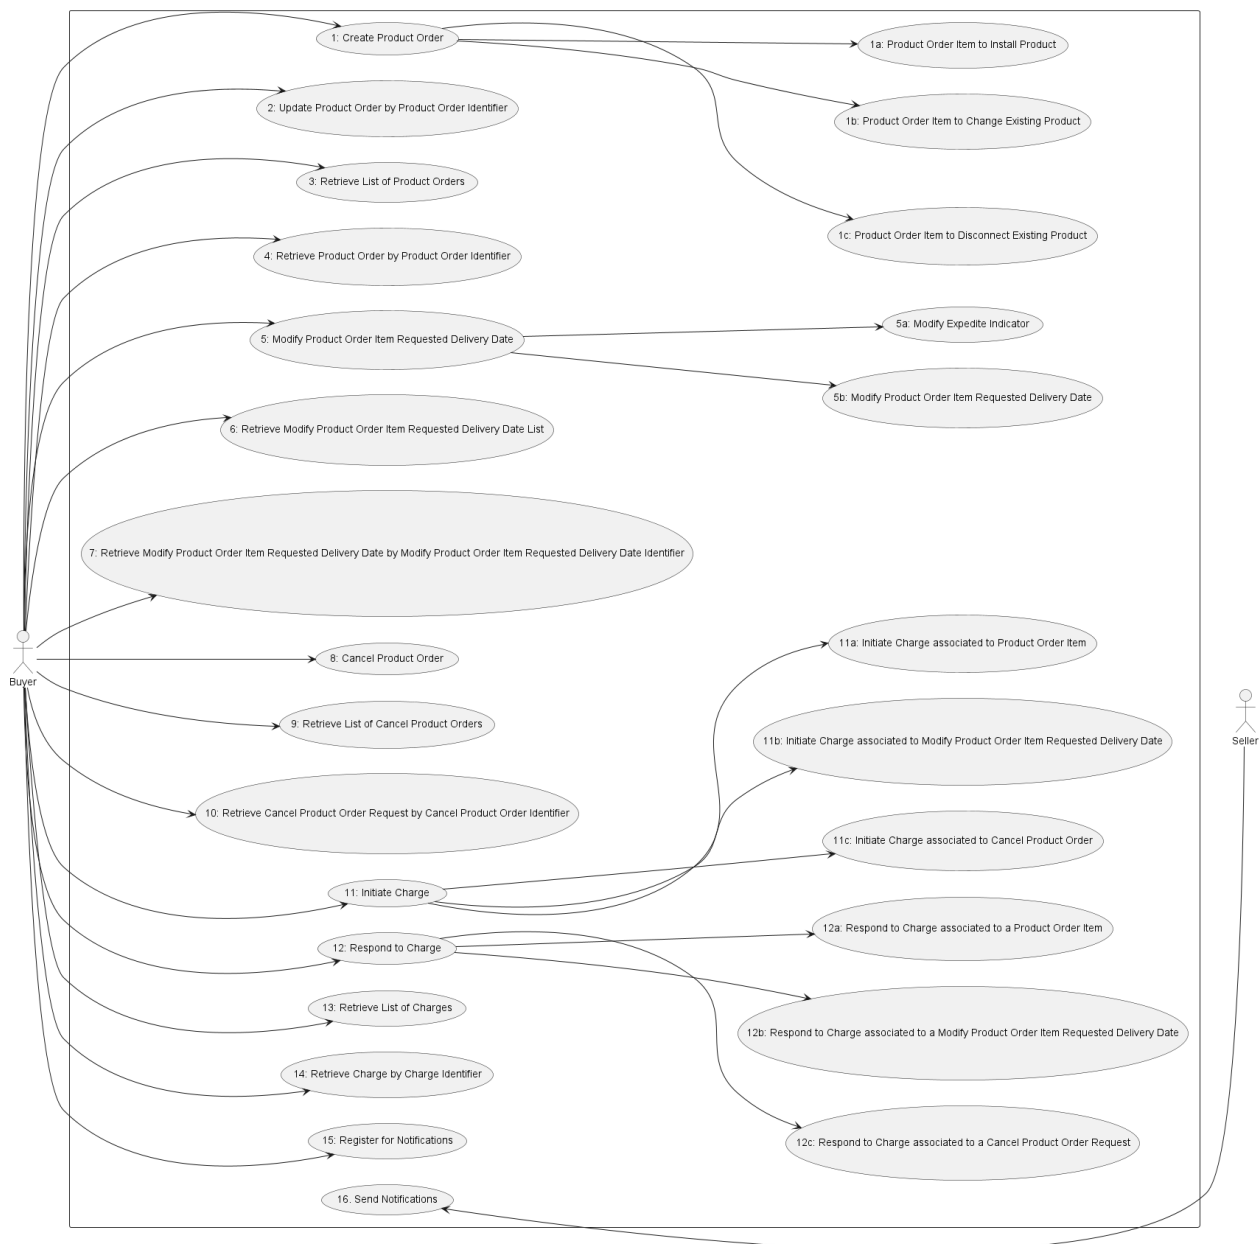 1: Create Product Order
1a: Product Order Item to Install Product
2: Update Product Order by Product Order Identifier
1b: Product Order Item to Change Existing Product
3: Retrieve List of Product Orders
1c: Product Order Item to Disconnect Existing Product
4: Retrieve Product Order by Product Order Identifier
5: Modify Product Order Item Requested Delivery Date
5a: Modify Expedite Indicator
5b: Modify Product Order Item Requested Delivery Date
6: Retrieve Modify Product Order Item Requested Delivery Date List
7: Retrieve Modify Product Order Item Requested Delivery Date by Modify Product Order Item Requested Delivery Date Identifier
11a: Initiate Charge associated to Product Order Item
8: Cancel Product Order
Buyer
9: Retrieve List of Cancel Product Orders
11b: Initiate Charge associated to Modify Product Order Item Requested Delivery Date
Seller
10: Retrieve Cancel Product Order Request by Cancel Product Order Identifier
11c: Initiate Charge associated to Cancel Product Order
11: Initiate Charge
12a: Respond to Charge associated to a Product Order Item
12: Respond to Charge
13: Retrieve List of Charges
12b: Respond to Charge associated to a Modify Product Order Item Requested Delivery Date
14: Retrieve Charge by Charge Identifier
15: Register for Notifications
12c: Respond to Charge associated to a Cancel Product Order Request
16. Send Notifications